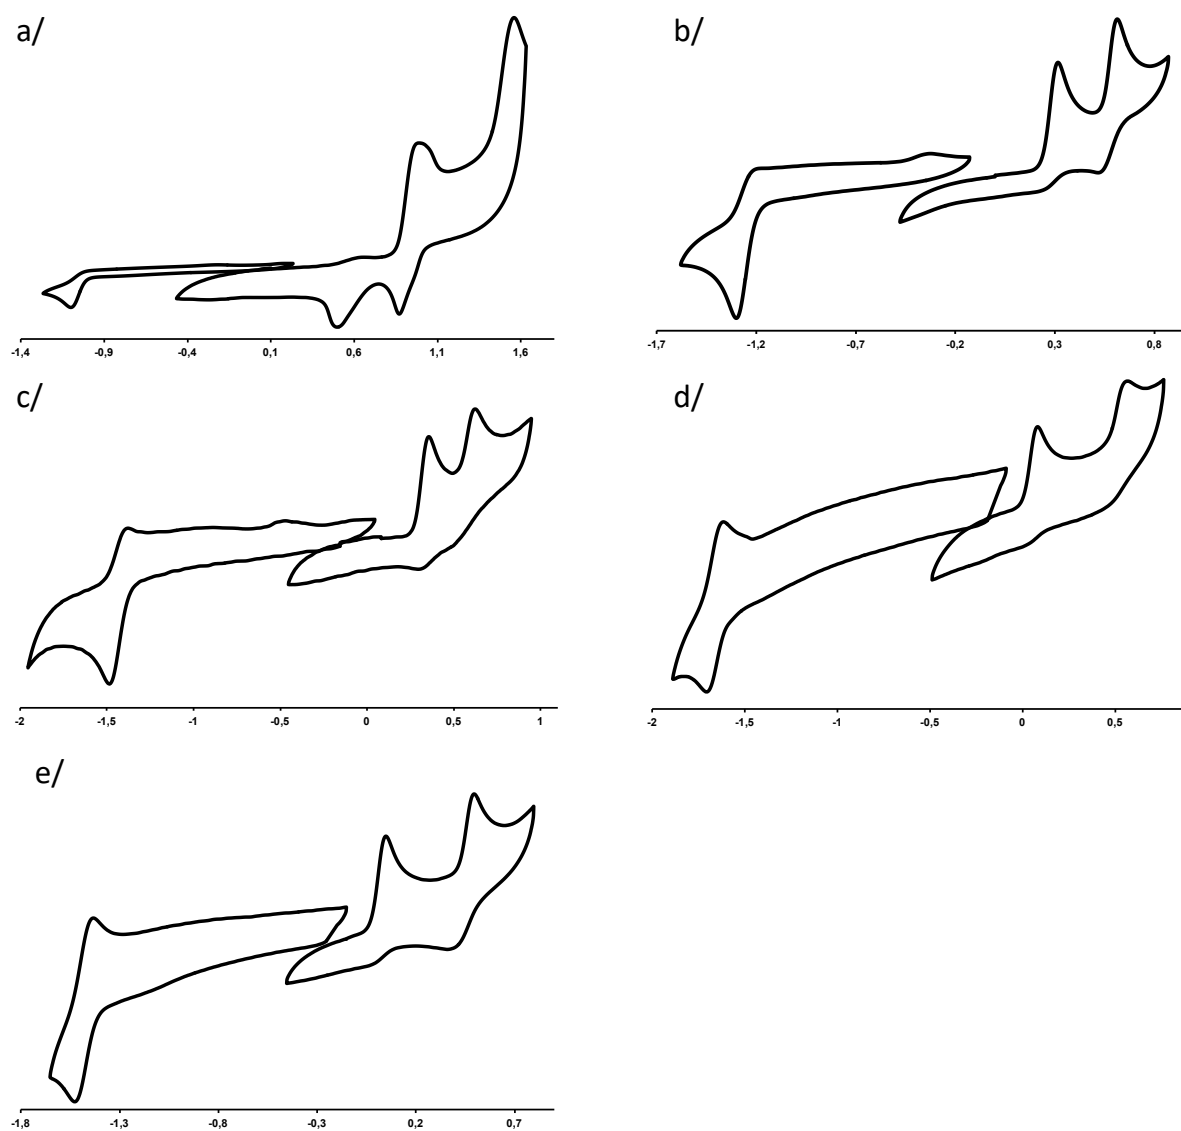 a/
b/
-1,4 -0,9 -0,4 0,1 0,6 1,1 1,6
-1,7 -1,2 -0,7 -0,2 0,3 0,8
c/
d/
-2 -1,5 -1 -0,5 0 0,5 1
-2 -1,5 -1 -0,5 0 0,5
e/
-1,8 -1,3 -0,8 -0,3 0,2 0,7